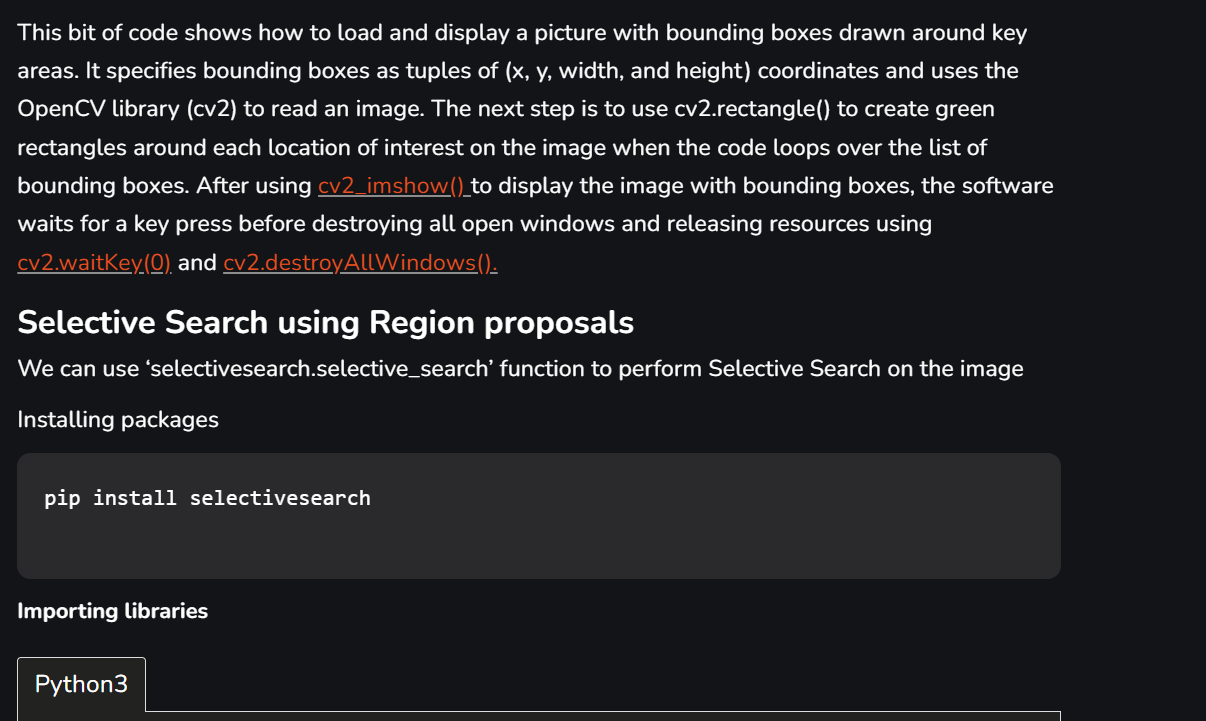 This bit of code shows how to load and display a picture with bounding boxes drawn around key
areas. It specifies bounding boxes as tuples of (x, y, width, and height) coordinates and uses the
OpenCV library (cv2) to read an image. The next step is to use cv2.rectangle() to create green
rectangles around each location of interest on the image when the code loops over the list of
bounding boxes. After using cv2_imshow() to display the image with bounding boxes, the software
waits for a key press before destroying all open windows and releasing resources using
cv2.waitKey(0) and cv2.destroyAllWindows().
Selective Search using Region proposals
We can use ‘selectivesearch.selective_search’ function to perform Selective Search on the image
Installing packages
pip install selectivesearch
Importing libraries
Python3